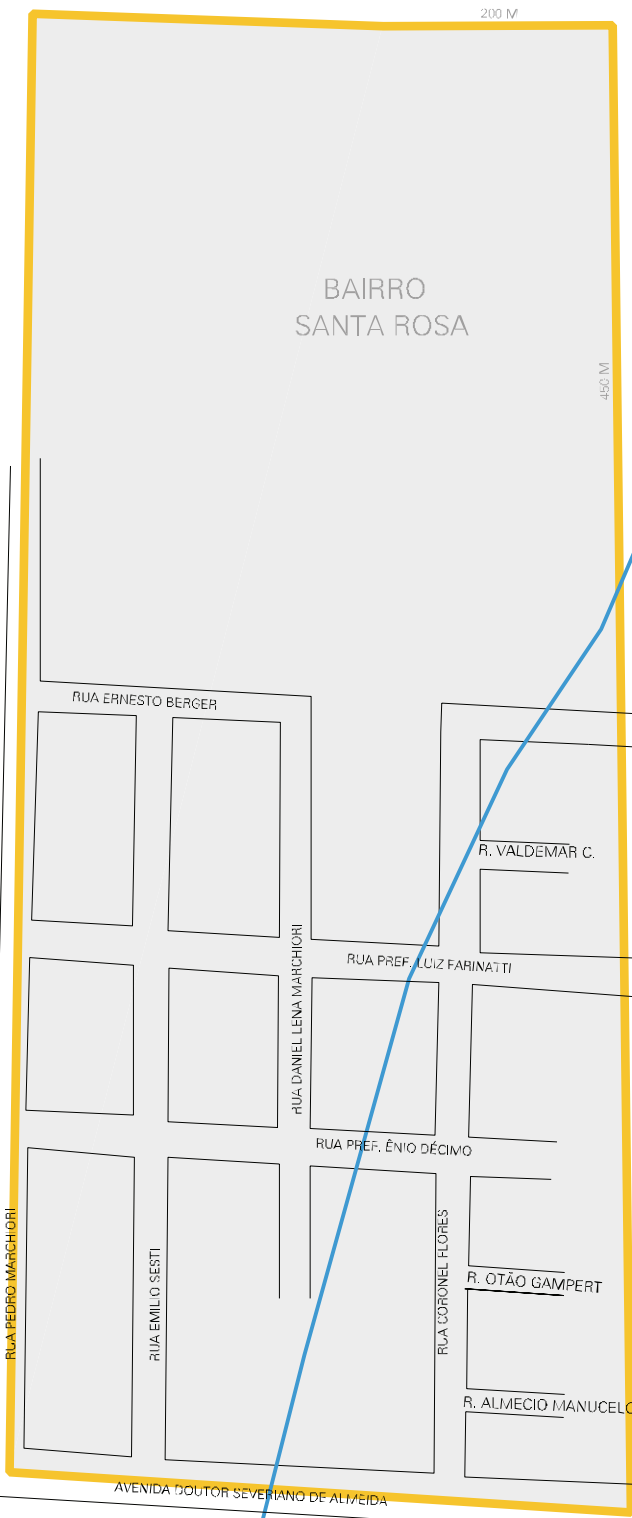 200 M
BAIRRO
SANTA ROSA
450 M
RUA ERNESTO BERGER
R. VALDEMAR C.
RUA DANIEL LENA MARCHIORI
RUA PREF. LUIZ FARINATTI
RUA PREF. ÊNIO DÉCIMO
RUA PEDRO MARCHIORI
RUA EMILIO SESTI
RUA CORONEL FLORES
R. OTÃO GAMPERT
R. ALMECIO MANUCELO
AVENIDA DOUTOR SEVERIANO DE ALMEIDA